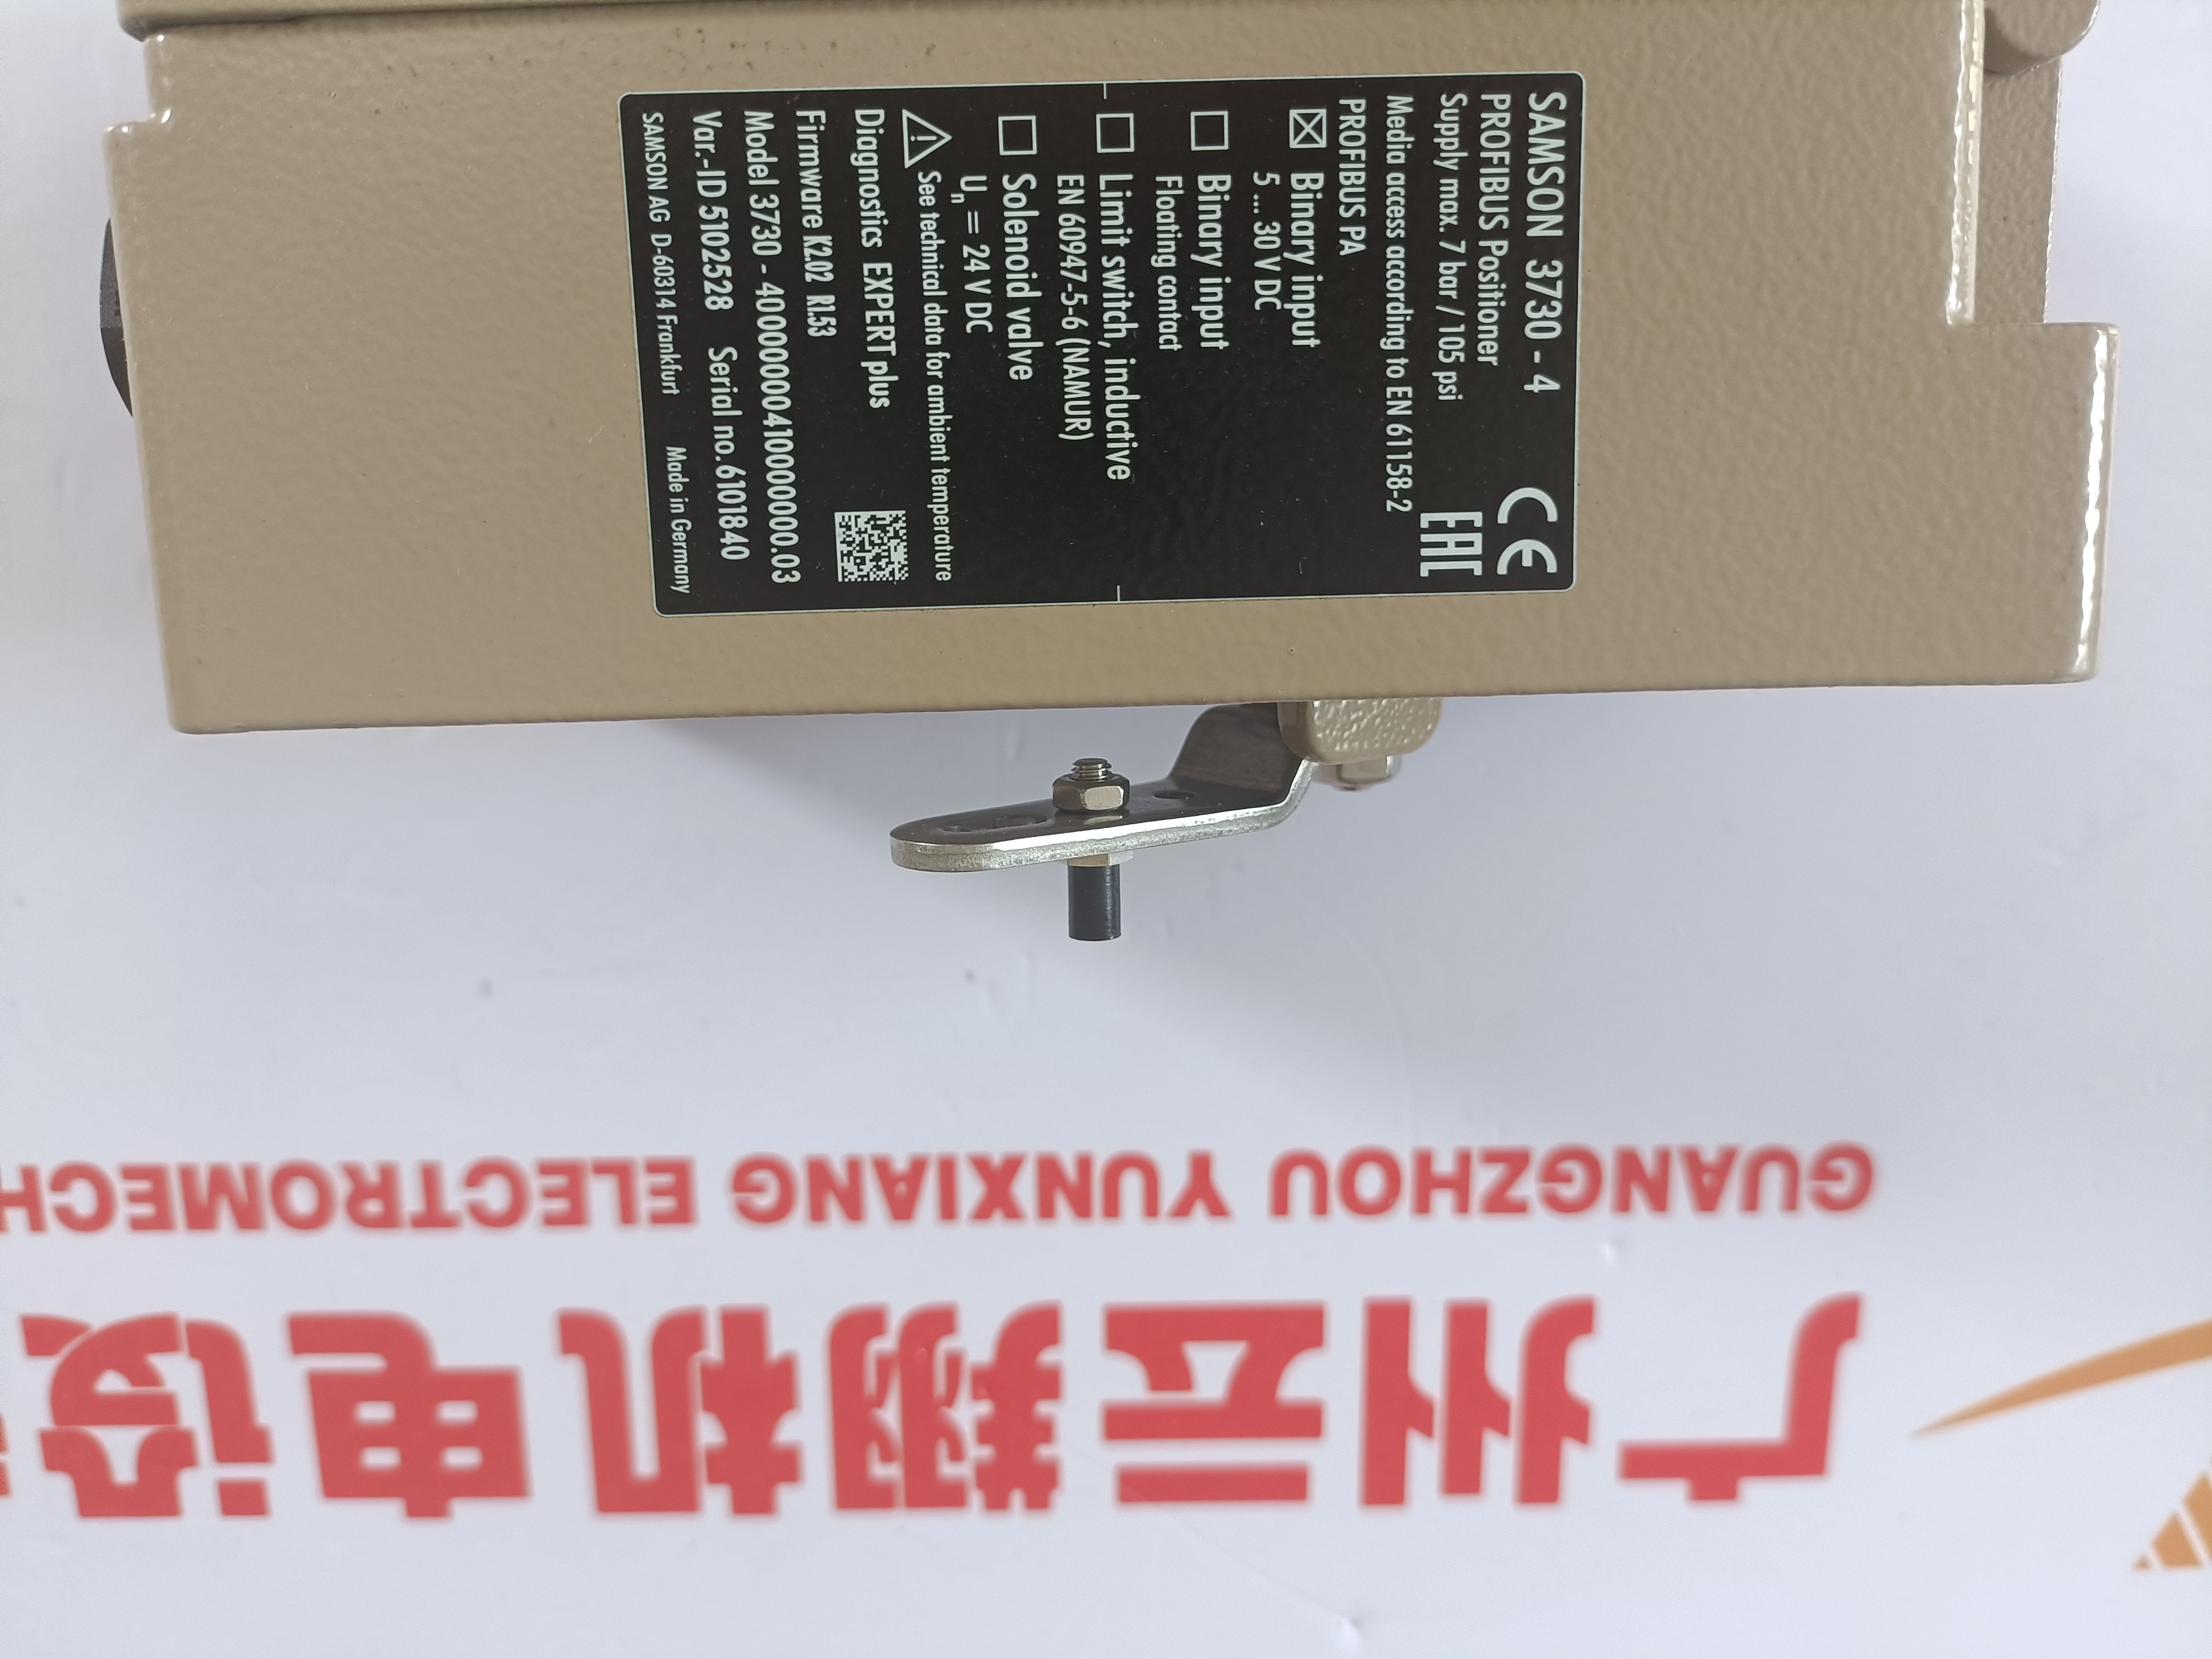 SAMSON 3730 - 4
PROFIBUS Positioner
Supply max. 7 bar / 105 psi
CE
EAC
Media access according to EN 61158-2
PROFIBUS PA
☒ Binary input
5 ... 30 V DC
☐ Binary input
Floating contact
☐ Limit switch, inductive
EN 60947-5-6 (NAMUR)
☐ Solenoid valve
Un = 24 V DC
See technical data for ambient temperature
Diagnostics EXPERTplus
Firmware K2.02 R1.53
Model 3730 - 40000000410000000.03
Var.-ID 5102528 Serial no. 6101840
SAMSON AG D-60314 Frankfurt Made in Germany
广州云翔机电设
GUANGZHOU YUNXIANG ELECTROMECH